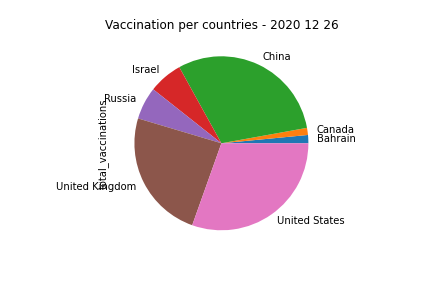 Vaccination per countries - 2020 12 26
China
Israel
Russia
Canada
Bahrain
total_vaccinations
United Kingdom
United States